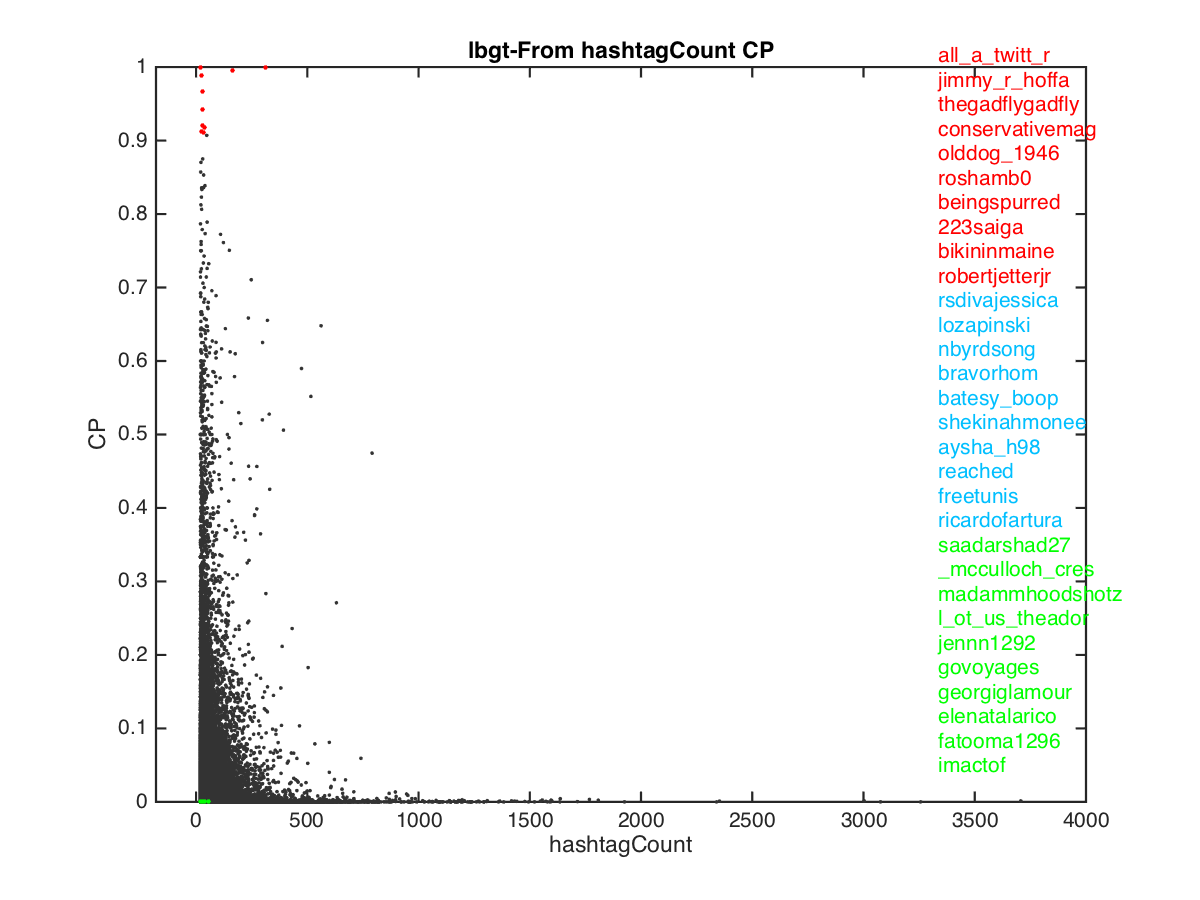 lbgt-From hashtagCount CP
all_a_twitt_r
jimmy_r_hoffa
thegadflygadfly
conservativemag
olddog_1946
roshamb0
beingspurred
223saiga
bikininmaine
robertjetterjr
rsdivajessica
lozapinski
nbyrdsong
bravorhom
batesy_boop
shekinahmonee
aysha_h98
reached
freetunis
ricardofartura
saadarshad27
_mcculloch_cres
madammhoodshotz
l_ot_us_theador
jennn1292
govoyages
georgiglamour
elenatalarico
fatooma1296
imactof
1
0.9
0.8
0.7
0.6
0.5
0.4
0.3
0.2
0.1
0
CP
0 500 1000 1500 2000 2500 3000 3500 4000
hashtagCount